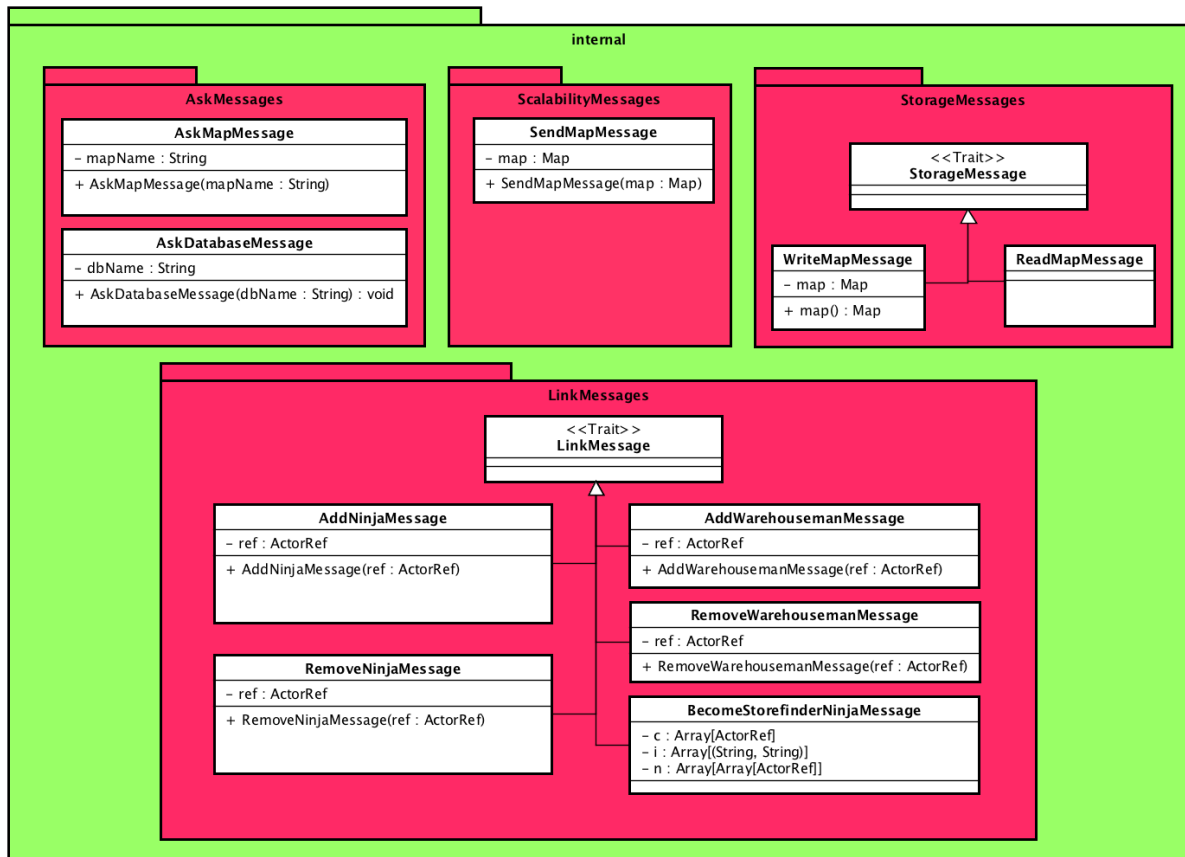 internal
AskMessages
AskMapMessage
– mapName : String
+ AskMapMessage(mapName : String)
AskDatabaseMessage
– dbName : String
+ AskDatabaseMessage(dbName : String) : void
ScalabilityMessages
SendMapMessage
– map : Map
+ SendMapMessage(map : Map)
StorageMessages
<<Trait>>
StorageMessage
WriteMapMessage
– map : Map
+ map() : Map
ReadMapMessage
LinkMessages
<<Trait>>
LinkMessage
AddNinjaMessage
– ref : ActorRef
+ AddNinjaMessage(ref : ActorRef)
AddWarehousemanMessage
– ref : ActorRef
+ AddWarehousemanMessage(ref : ActorRef)
RemoveWarehousemanMessage
– ref : ActorRef
+ RemoveWarehousemanMessage(ref : ActorRef)
RemoveNinjaMessage
– ref : ActorRef
+ RemoveNinjaMessage(ref : ActorRef)
BecomeStorefinderNinjaMessage
– c : Array[ActorRef]
– i : Array[(String, String)]
– n : Array[Array[ActorRef]]